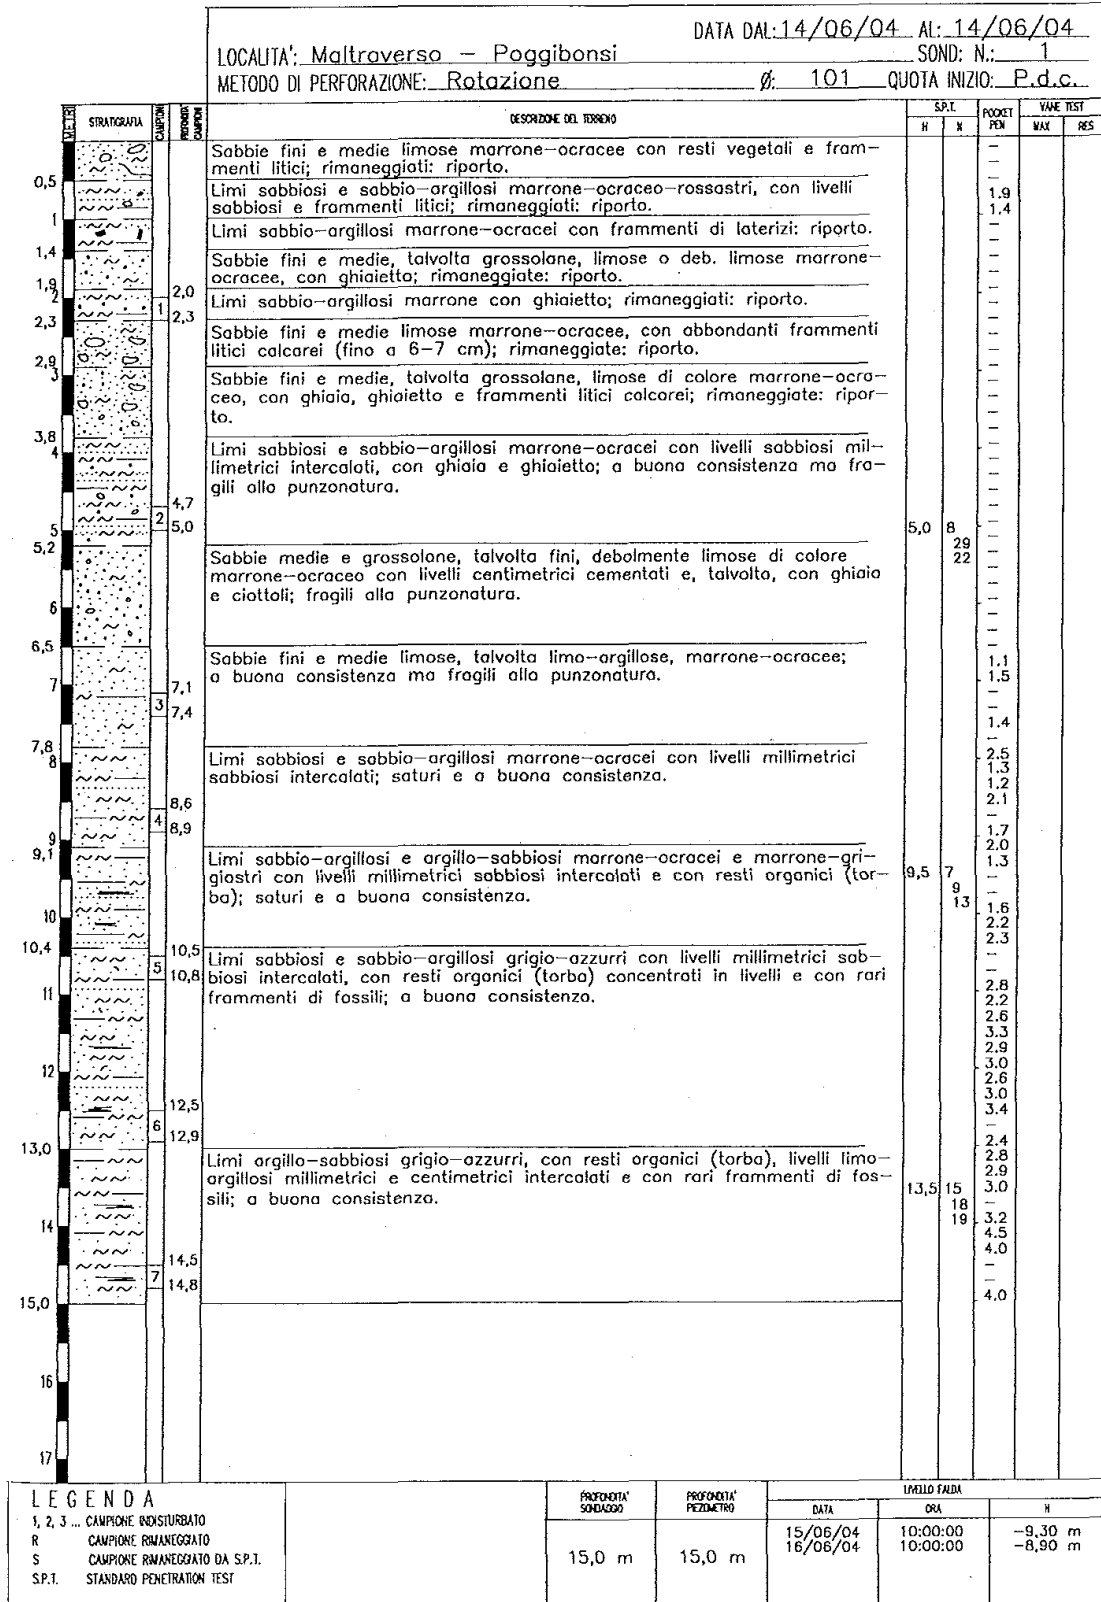 DATA DAL: 14/06/04 AL: 14/06/04
LOCALITA': Maltraverso – Poggibonsi SOND: N.: 1
METODO DI PERFORAZIONE: Rotazione Ø: 101 QUOTA INIZIO: P.d.c.
METRI STRATIGRAFIA CAMPIONI PROFONDITA' CAMPIONI DESCRIZIONE DEL TERRENO S.P.T. POCKET PEN VANE TEST
H N MAX RES
Sabbie fini e medie limose marrone-ocracee con resti vegetali e fram-
menti litici; rimaneggiati: riporto.
–
–
0,5
Limi sabbiosi e sabbio-argillosi marrone-ocraceo-rossastri, con livelli
sabbiosi e frammenti litici; rimaneggiati: riporto.
1.9
1.4
1
Limi sabbio-argillosi marrone-ocracei con frammenti di laterizi: riporto.
1,4
Sabbie fini e medie, talvolta grossolane, limose o deb. limose marrone-
ocracee, con ghiaietto; rimaneggiate: riporto.
1,9
2
1 2,0
2,3
Limi sabbio-argillosi marrone con ghiaietto; rimaneggiati: riporto.
2,3
Sabbie fini e medie limose marrone-ocracee, con abbondanti frammenti
litici calcarei (fino a 6-7 cm); rimaneggiate: riporto.
2,9
3
Sabbie fini e medie, talvolta grossolane, limose di colore marrone-ocra-
ceo, con ghiaia, ghiaietto e frammenti litici calcarei; rimaneggiate: ripor-
to.
3,8
4
Limi sabbiosi e sabbio-argillosi marrone-ocracei con livelli sabbiosi mil-
limetrici intercalati, con ghiaia e ghiaietto; a buona consistenza ma fra-
gili alla punzonatura.
2 4,7
5,0
5
5,0 8
29
22
5,2
Sabbie medie e grossolane, talvolta fini, debolmente limose di colore
marrone-ocraceo con livelli centimetrici cementati e, talvolta, con ghiaia
e ciottoli; fragili alla punzonatura.
6
6,5
Sabbie fini e medie limose, talvolta limo-argillose, marrone-ocracee;
a buona consistenza ma fragili alla punzonatura.
1.1
1.5
–
1.4
7
3 7,1
7,4
7,8
8
Limi sabbiosi e sabbio-argillosi marrone-ocracei con livelli millimetrici
sabbiosi intercalati; saturi e a buona consistenza.
2.5
1.3
1.2
2.1
–
1.7
2.0
4 8,6
8,9
9
9,1
Limi sabbio-argillosi e argillo-sabbiosi marrone-ocracei e marrone-gri-
giastri con livelli millimetrici sabbiosi intercalati e con resti organici (tor-
ba); saturi e a buona consistenza.
9,5 7
9
13
1.3
–
–
1.6
2.2
2.3
10
10,4
5 10,5
10,8
Limi sabbiosi e sabbio-argillosi grigio-azzurri con livelli millimetrici sab-
biosi intercalati, con resti organici (torba) concentrati in livelli e con rari
frammenti di fossili; a buona consistenza.
–
–
2.8
2.2
2.6
3.3
2.9
3.0
2.6
3.0
3.4
–
2.4
11
12
6 12,5
12,9
13,0
Limi argillo-sabbiosi grigio-azzurri, con resti organici (torba), livelli limo-
argillosi millimetrici e centimetrici intercalati e con rari frammenti di fos-
sili; a buona consistenza.
13,5 15
18
19
2.8
2.9
3.0
–
3.2
4.5
4.0
–
–
4.0
14
7 14,5
14,8
15,0
16
17
LEGENDA
1, 2, 3 ... CAMPIONE INDISTURBATO
R CAMPIONE RIMANEGGIATO
S CAMPIONE RIMANEGGIATO DA S.P.T.
S.P.T. STANDARD PENETRATION TEST
PROFONDITA' SONDAGGIO PROFONDITA' PIEZOMETRO LIVELLO FALDA
DATA ORA H
15,0 m 15,0 m
15/06/04 10:00:00 –9,30 m
16/06/04 10:00:00 –8,90 m